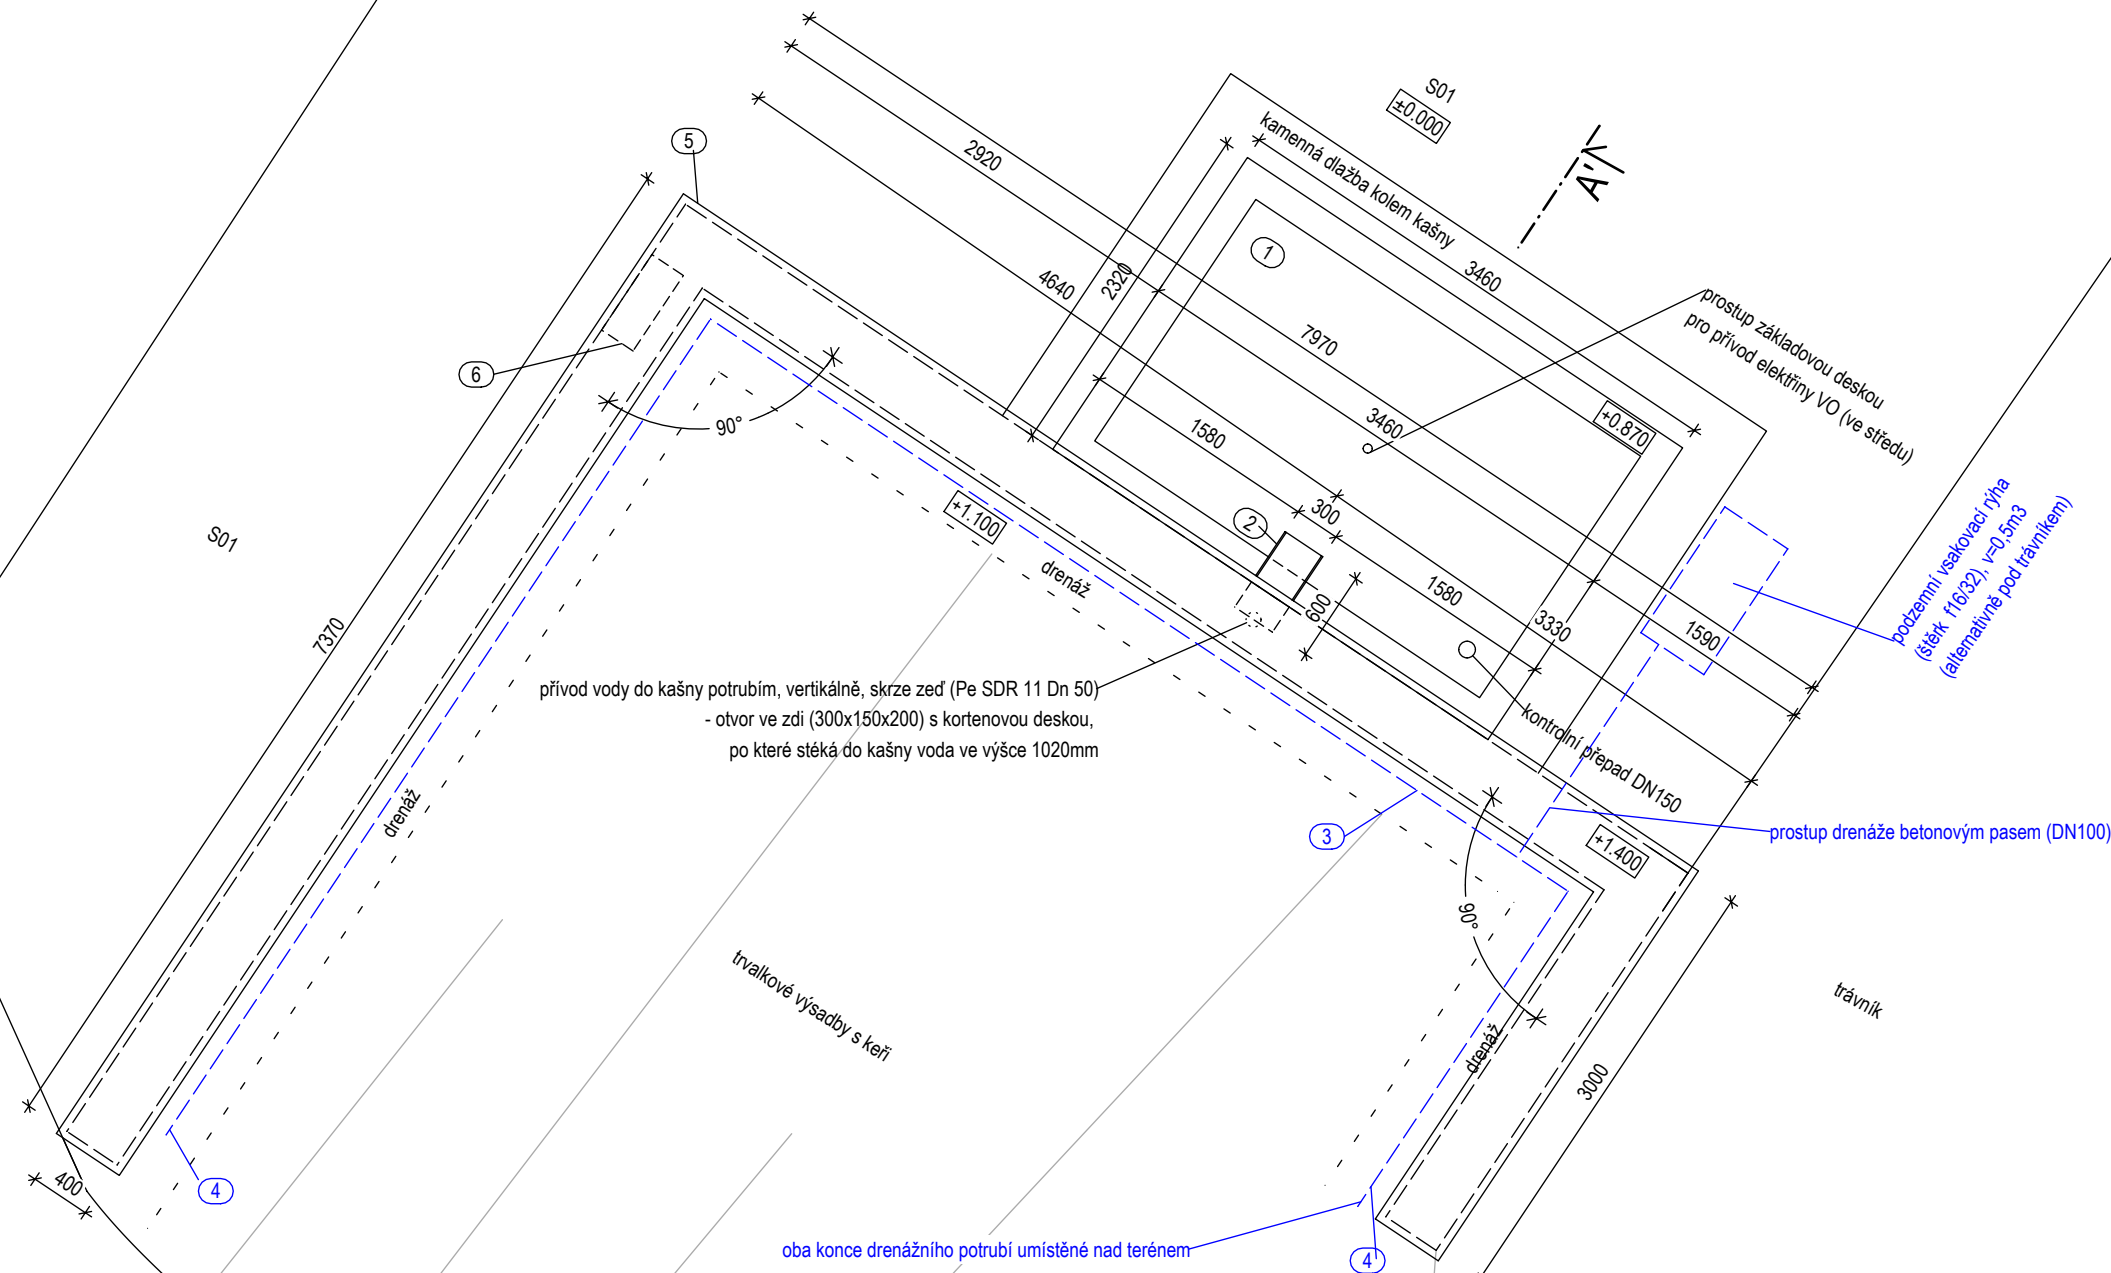 S01
±0.000
A'
kamenná dlažba kolem kašny
5
2920
1
3460
2320
4640
7970
prostup základovou deskou
pro přívod elektřiny VO (ve středu)
6
90°
1580
3460
+0.870
S01
+1.100
drenáž
2
300
600
1580
3330
1590
podzemní vsakovací rýha
(štěrk f16/32), v=0,5m3
(alternativně pod trávníkem)
7370
přívod vody do kašny potrubím, vertikálně, skrze zeď (Pe SDR 11 Dn 50)
- otvor ve zdi (300x150x200) s kortenovou deskou,
po které stéká do kašny voda ve výšce 1020mm
kontrolní přepad DN150
drenáž
3
prostup drenáže betonovým pasem (DN100)
+1.400
90°
trvalkové výsadby s keři
trávník
drenáž
3000
400
4
oba konce drenážního potrubí umístěné nad terénem
4